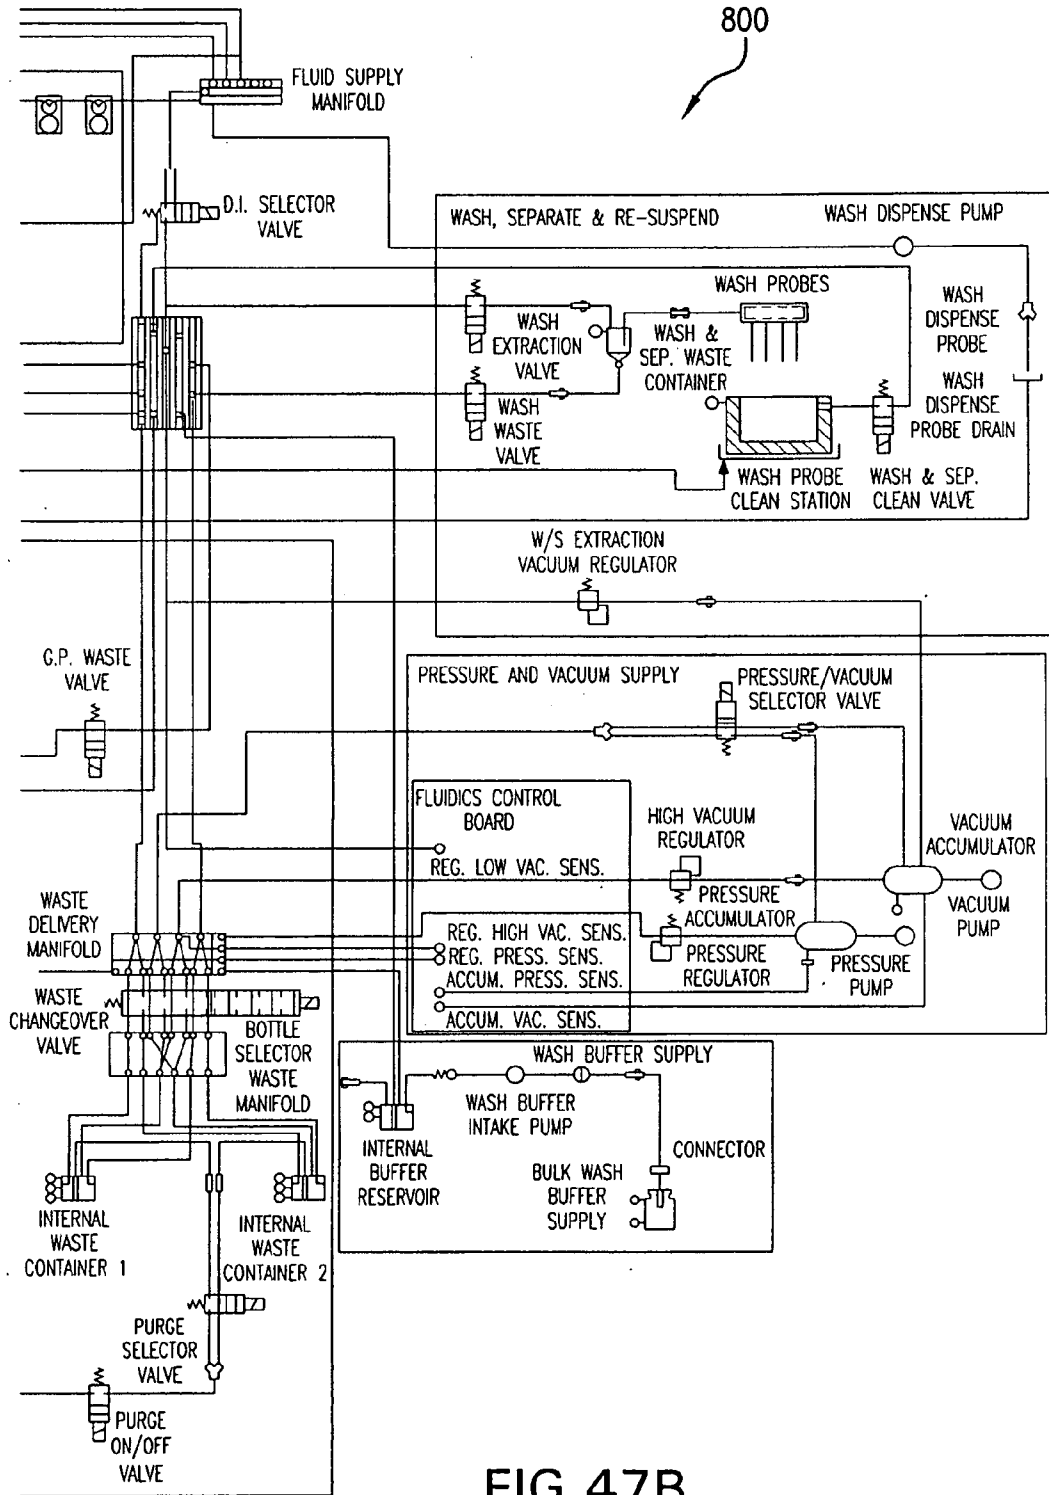 800
FLUID SUPPLY
MANIFOLD
D.I. SELECTOR
VALVE
WASH, SEPARATE & RE-SUSPEND
WASH DISPENSE PUMP
WASH PROBES
WASH
DISPENSE
PROBE
WASH
EXTRACTION
VALVE
WASH &
SEP. WASTE
CONTAINER
WASH
DISPENSE
PROBE DRAIN
WASH
WASTE
VALVE
WASH PROBE
CLEAN STATION
WASH & SEP.
CLEAN VALVE
W/S EXTRACTION
VACUUM REGULATOR
G.P. WASTE
VALVE
PRESSURE AND VACUUM SUPPLY
PRESSURE/VACUUM
SELECTOR VALVE
FLUIDICS CONTROL
BOARD
HIGH VACUUM
REGULATOR
VACUUM
ACCUMULATOR
REG. LOW VAC. SENS.
WASTE
DELIVERY
MANIFOLD
PRESSURE
ACCUMULATOR
VACUUM
PUMP
REG. HIGH VAC. SENS.
REG. PRESS. SENS.
ACCUM. PRESS. SENS.
PRESSURE
REGULATOR
PRESSURE
PUMP
WASTE
CHANGEOVER
VALVE
ACCUM. VAC. SENS.
BOTTLE
SELECTOR
WASTE
MANIFOLD
WASH BUFFER SUPPLY
WASH BUFFER
INTAKE PUMP
INTERNAL
BUFFER
RESERVOIR
CONNECTOR
BULK WASH
BUFFER
SUPPLY
INTERNAL
WASTE
CONTAINER 1
INTERNAL
WASTE
CONTAINER 2
PURGE
SELECTOR
VALVE
PURGE
ON/OFF
VALVE
FIG.47B